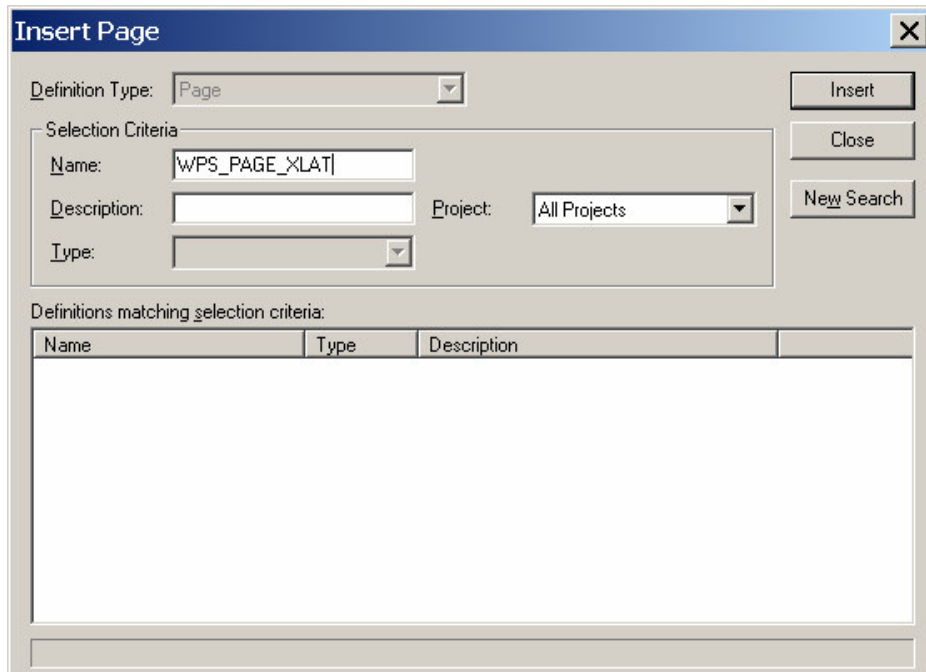 Insert Page
Definition Type: Page
Insert
Selection Criteria
Close
Name: WPS_PAGE_XLAT
Description: Project: All Projects
New Search
Type:
Definitions matching selection criteria:
Name Type Description